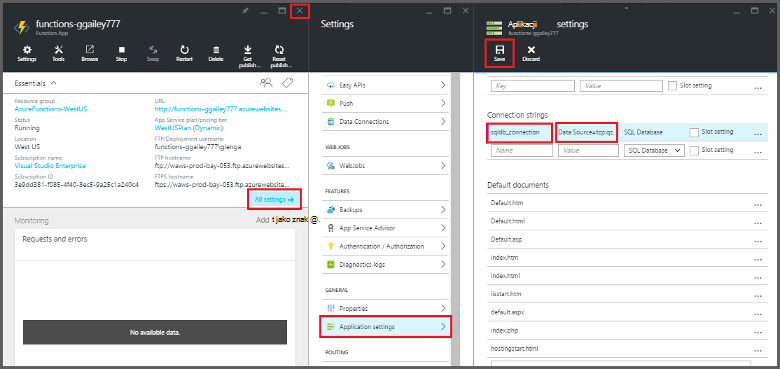 functions-ggailey777
Function App
Settings
Tools
Browse
Stop
Swap
Restart
Delete
Get publish...
Reset publish...
Essentials
Resource group
AzureFunctions-WestUS
Status
Running
Location
West US
Subscription name
Visual Studio Enterprise
Subscription ID
3e9dd381-f085-4f40-8ec5-9a25c1a240c4
URL
http://functions-ggailey777.azurewebsites...
App Service plan/pricing tier
WestUSPlan (Dynamic)
FTP/Deployment username
functions-ggailey777\glenga
FTP hostname
ftp://waws-prod-bay-053.ftp.azurewebsites...
FTPS hostname
ftps://waws-prod-bay-053.ftp.azurewebsites...
All settings →
Monitoring
Add t jako znak @.
Requests and errors
No available data.
Settings
Easy APIs
Push
Data Connections
WEB JOBS
WebJobs
FEATURES
Backups
App Service Advisor
Authentication / Authorization
Diagnostics logs
GENERAL
Properties
Application settings
ROUTING
Aplikacji settings
functions-ggailey777
Save
Discard
Key Value Slot setting ...
Connection strings
sqldb_connection Data Source=tcp:qz. SQL Database Slot setting ...
Name Value SQL Database Slot setting ...
Default documents
Default.htm ...
Default.html ...
Default.asp ...
index.htm ...
index.html ...
iisstart.htm ...
default.aspx ...
index.php ...
hostingstart.html ...